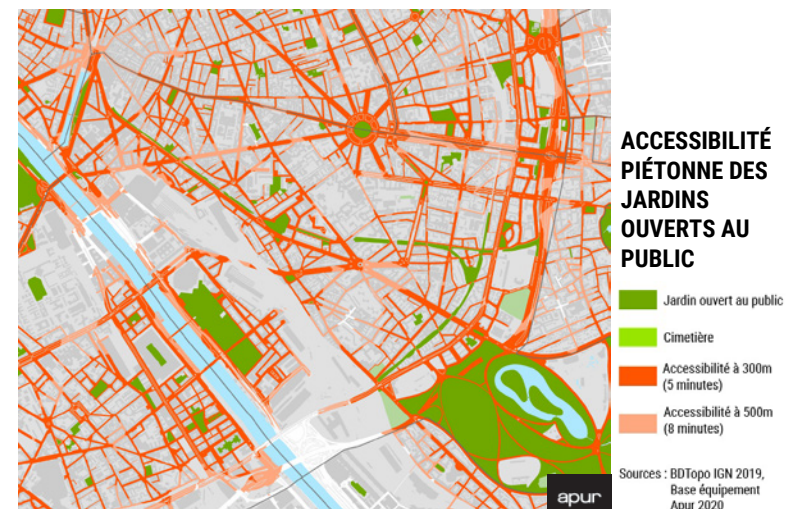 ACCESSIBILITÉ
PIÉTONNE DES
JARDINS
OUVERTS AU
PUBLIC
Jardin ouvert au public
Cimetière
Accessibilité à 300m
(5 minutes)
Accessibilité à 500m
(8 minutes)
Sources : BDTopo IGN 2019,
Base équipement
Apur 2020
apur